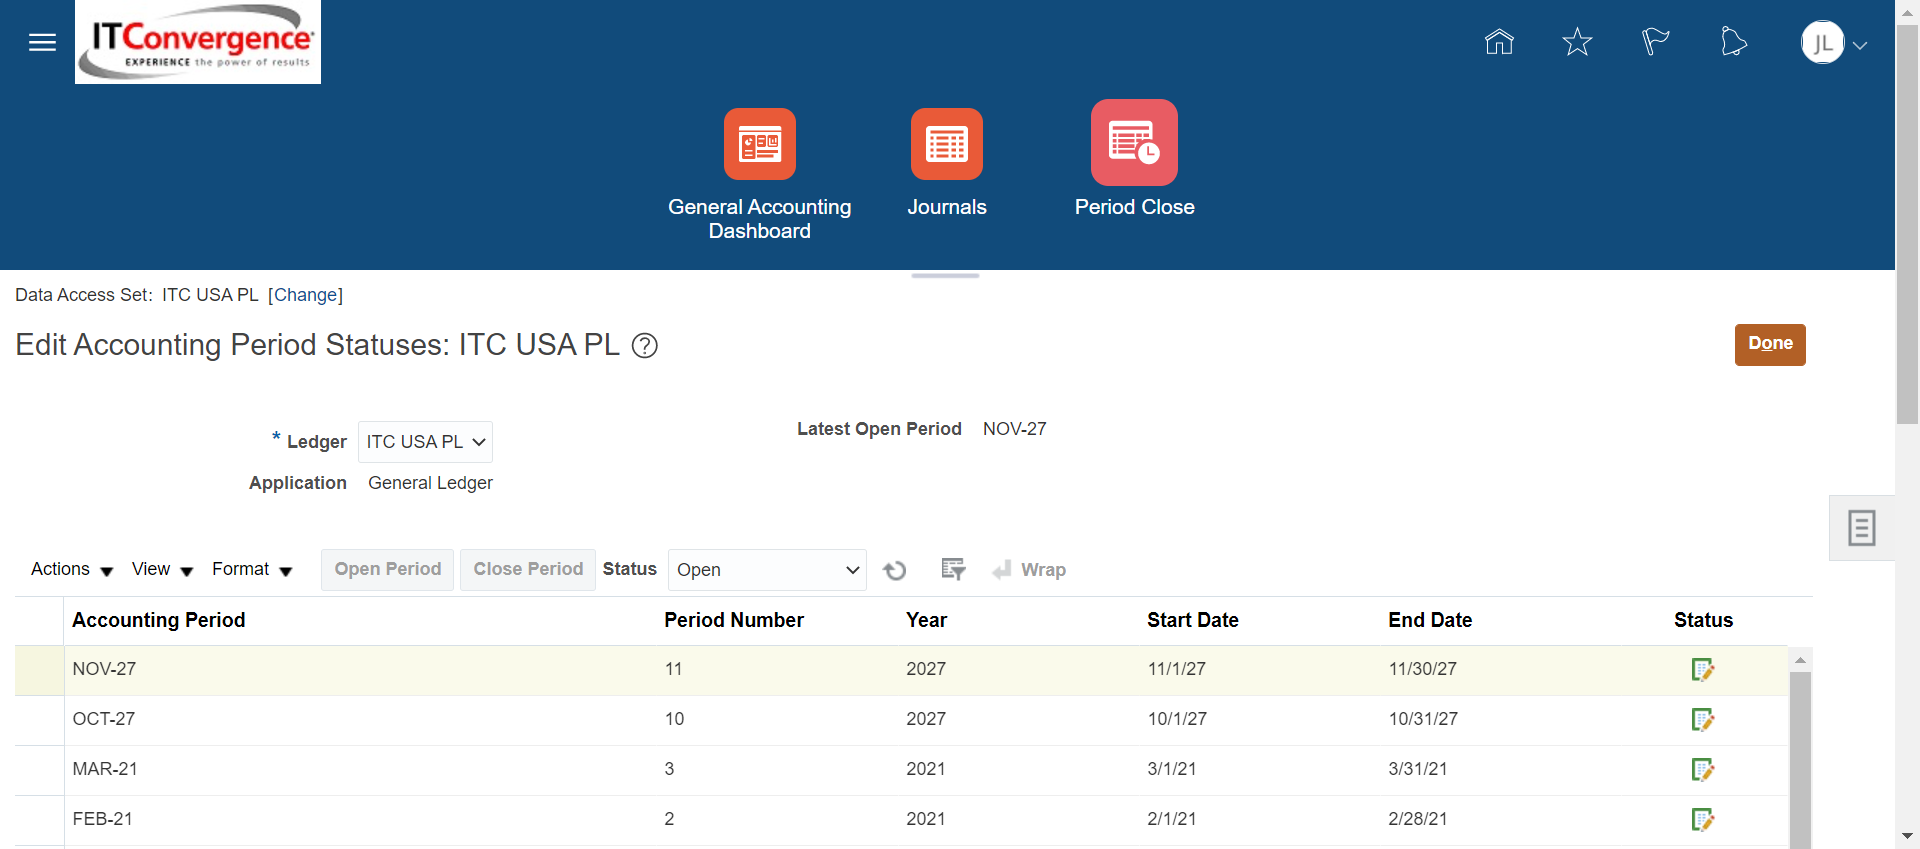 ITConvergence
EXPERIENCE the power of results
JL
General Accounting
Dashboard
Journals
Period Close
Data Access Set: ITC USA PL [Change]
Edit Accounting Period Statuses: ITC USA PL ?
Done
* Ledger ITC USA PL
Latest Open Period NOV-27
Application General Ledger
Actions View Format Open Period Close Period Status Open Wrap
Accounting Period Period Number Year Start Date End Date Status
NOV-27 11 2027 11/1/27 11/30/27
OCT-27 10 2027 10/1/27 10/31/27
MAR-21 3 2021 3/1/21 3/31/21
FEB-21 2 2021 2/1/21 2/28/21